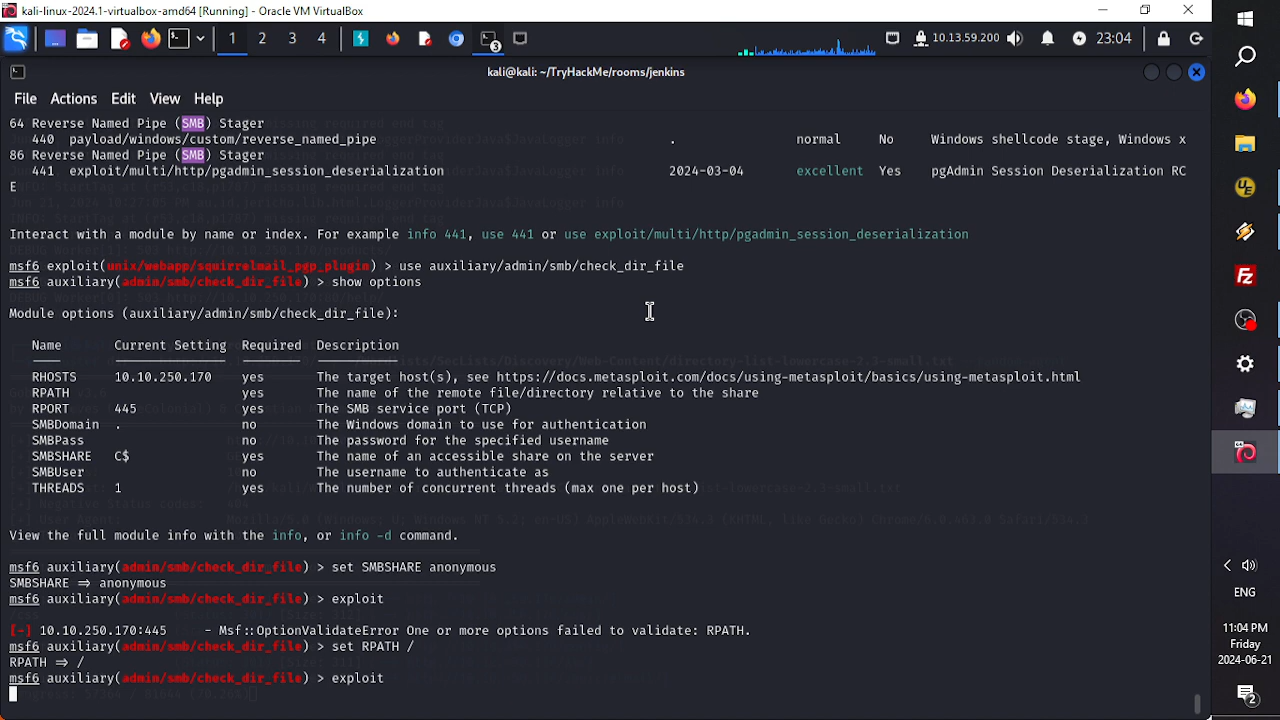 kali-linux-2024.1-virtualbox-amd64 [Running] - Oracle VM VirtualBox
1 2 3 4 3 10.13.59.200 23:04
kali@kali: ~/TryHackMe/rooms/jenkins
File Actions Edit View Help
64 Reverse Named Pipe (SMB) Stager
440 payload/windows/custom/reverse_named_pipe . normal No Windows shellcode stage, Windows x
86 Reverse Named Pipe (SMB) Stager
441 exploit/multi/http/pgadmin_session_deserialization 2024-03-04 excellent Yes pgAdmin Session Deserialization RC
E
Interact with a module by name or index. For example info 441, use 441 or use exploit/multi/http/pgadmin_session_deserialization
msf6 exploit(unix/webapp/squirrelmail_pgp_plugin) > use auxiliary/admin/smb/check_dir_file
msf6 auxiliary(admin/smb/check_dir_file) > show options
Module options (auxiliary/admin/smb/check_dir_file):
Name Current Setting Required Description
RHOSTS 10.10.250.170 yes The target host(s), see https://docs.metasploit.com/docs/using-metasploit/basics/using-metasploit.html
RPATH yes The name of the remote file/directory relative to the share
RPORT 445 yes The SMB service port (TCP)
SMBDomain . no The Windows domain to use for authentication
SMBPass no The password for the specified username
SMBSHARE C$ yes The name of an accessible share on the server
SMBUser no The username to authenticate as
THREADS 1 yes The number of concurrent threads (max one per host)
View the full module info with the info, or info -d command.
msf6 auxiliary(admin/smb/check_dir_file) > set SMBSHARE anonymous
SMBSHARE => anonymous
msf6 auxiliary(admin/smb/check_dir_file) > exploit
[-] 10.10.250.170:445 - Msf::OptionValidateError One or more options failed to validate: RPATH.
msf6 auxiliary(admin/smb/check_dir_file) > set RPATH /
RPATH => /
msf6 auxiliary(admin/smb/check_dir_file) > exploit
UE
FZ
ENG
11:04 PM
Friday
2024-06-21
2